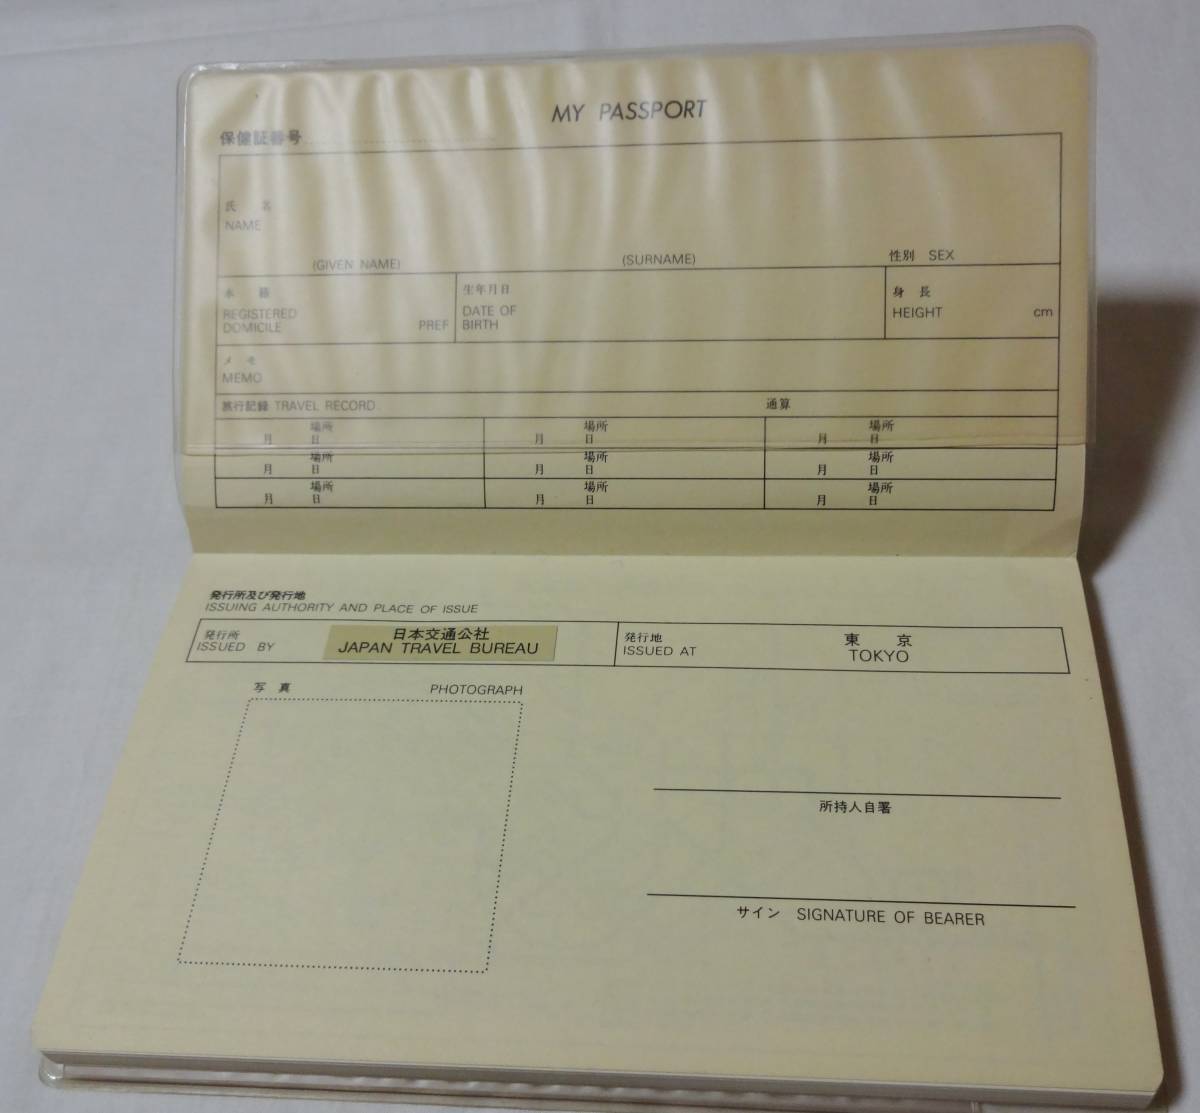 MY PASSPORT
保健証番号
氏 名
NAME
(GIVEN NAME) (SURNAME) 性別 SEX
本 籍 生年月日 身 長
REGISTERED DATE OF HEIGHT cm
DOMICILE PREF BIRTH
メ モ
MEMO
旅行記録 TRAVEL RECORD 通算
場所 場所 場所
月 日 月 日 月 日
場所 場所 場所
月 日 月 日 月 日
場所 場所 場所
月 日 月 日 月 日
発行所及び発行地
ISSUING AUTHORITY AND PLACE OF ISSUE
発行所 日本交通公社 発行地 東 京
ISSUED BY JAPAN TRAVEL BUREAU ISSUED AT TOKYO
写 真 PHOTOGRAPH
所持人自署
サイン SIGNATURE OF BEARER